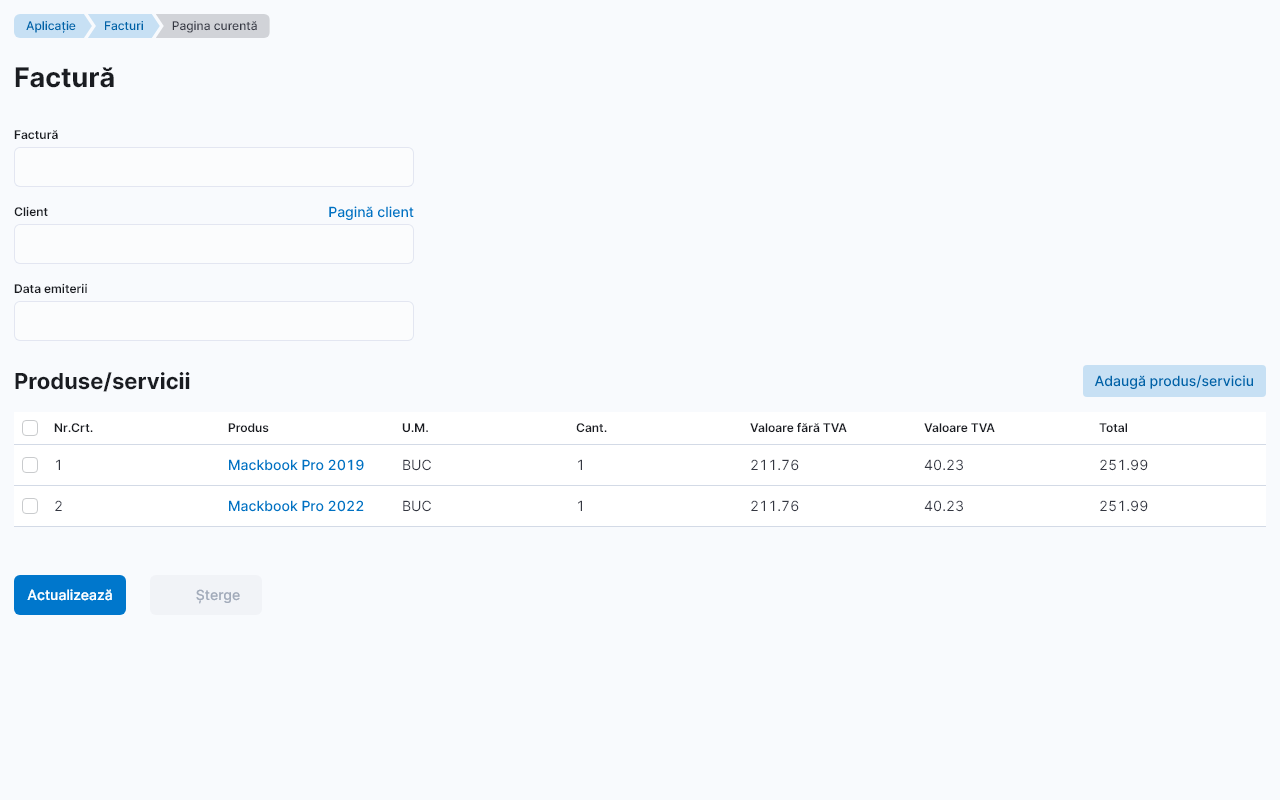 Aplicație Facturi Pagina curentă
Factură
Factură
Client Pagină client
Data emiterii
Produse/servicii Adaugă produs/serviciu
Nr.Crt. Produs U.M. Cant. Valoare fără TVA Valoare TVA Total
1 Mackbook Pro 2019 BUC 1 211.76 40.23 251.99
2 Mackbook Pro 2022 BUC 1 211.76 40.23 251.99
Actualizează Șterge